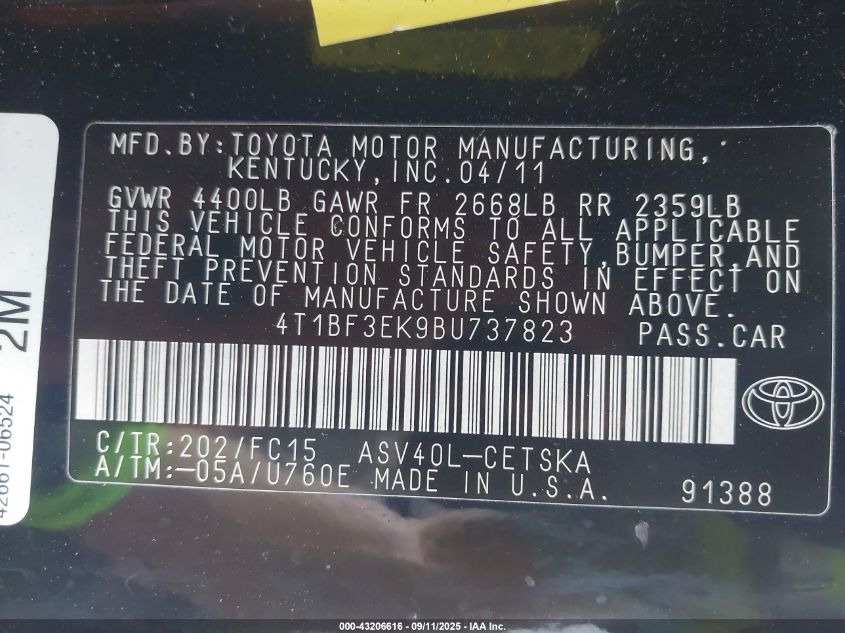 MFD.BY:TOYOTA MOTOR MANUFACTURING,
KENTUCKY,INC.04/11
GVWR 4400LB GAWR FR 2668LB RR 2359LB
THIS VEHICLE CONFORMS TO ALL APPLICABLE
FEDERAL MOTOR VEHICLE SAFETY,BUMPER,AND
THEFT PREVENTION STANDARDS IN EFFECT ON
THE DATE OF MANUFACTURE SHOWN ABOVE.
4T1BF3EK9BU737823 PASS.CAR
C/TR:202/FC15 ASV40L-CETSKA
A/TM:-05A/U760E MADE IN U.S.A. 91388
2M
42661-06524
000-43206616 - 09/11/2025 - IAA Inc.